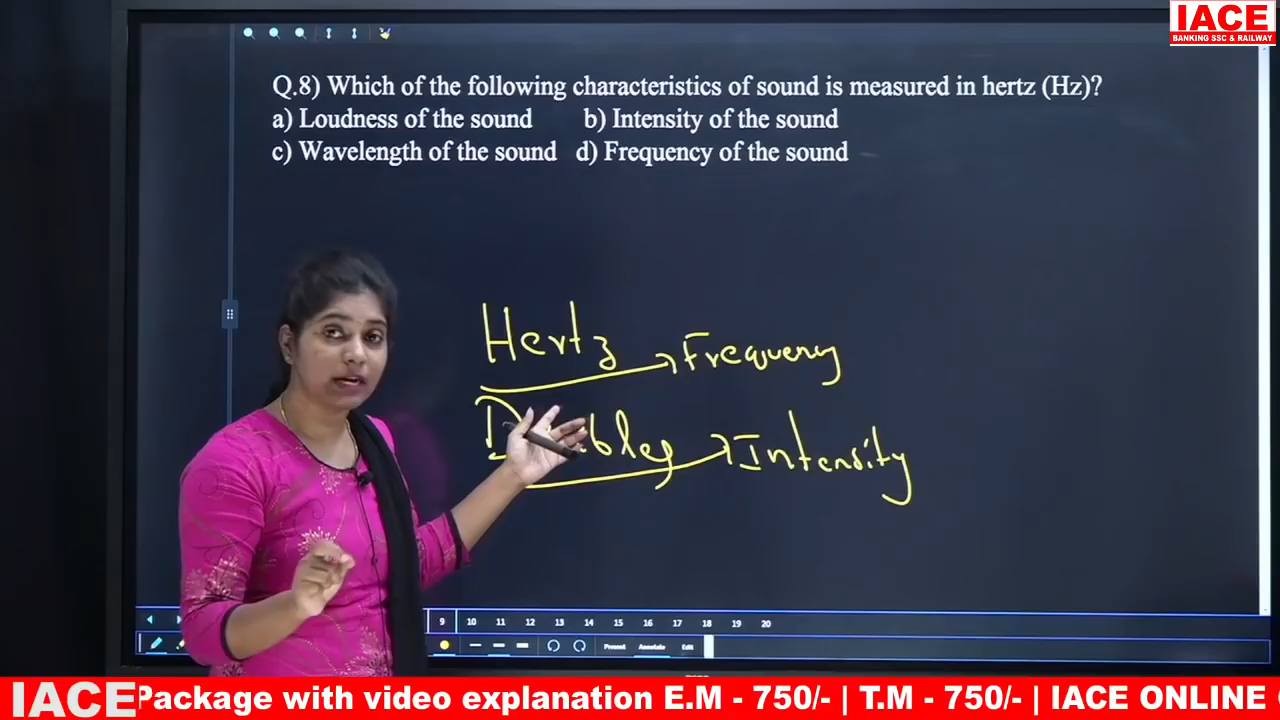 IACE
BANKING SSC & RAILWAY
Q.8) Which of the following characteristics of sound is measured in hertz (Hz)?
a) Loudness of the sound b) Intensity of the sound
c) Wavelength of the sound d) Frequency of the sound
Hertz → Frequency
→ Intensity
9 10 11 12 13 14 15 16 17 18 19 20
Present Annotate Edit
IACE Package with video explanation E.M - 750/- | T.M - 750/- | IACE ONLINE